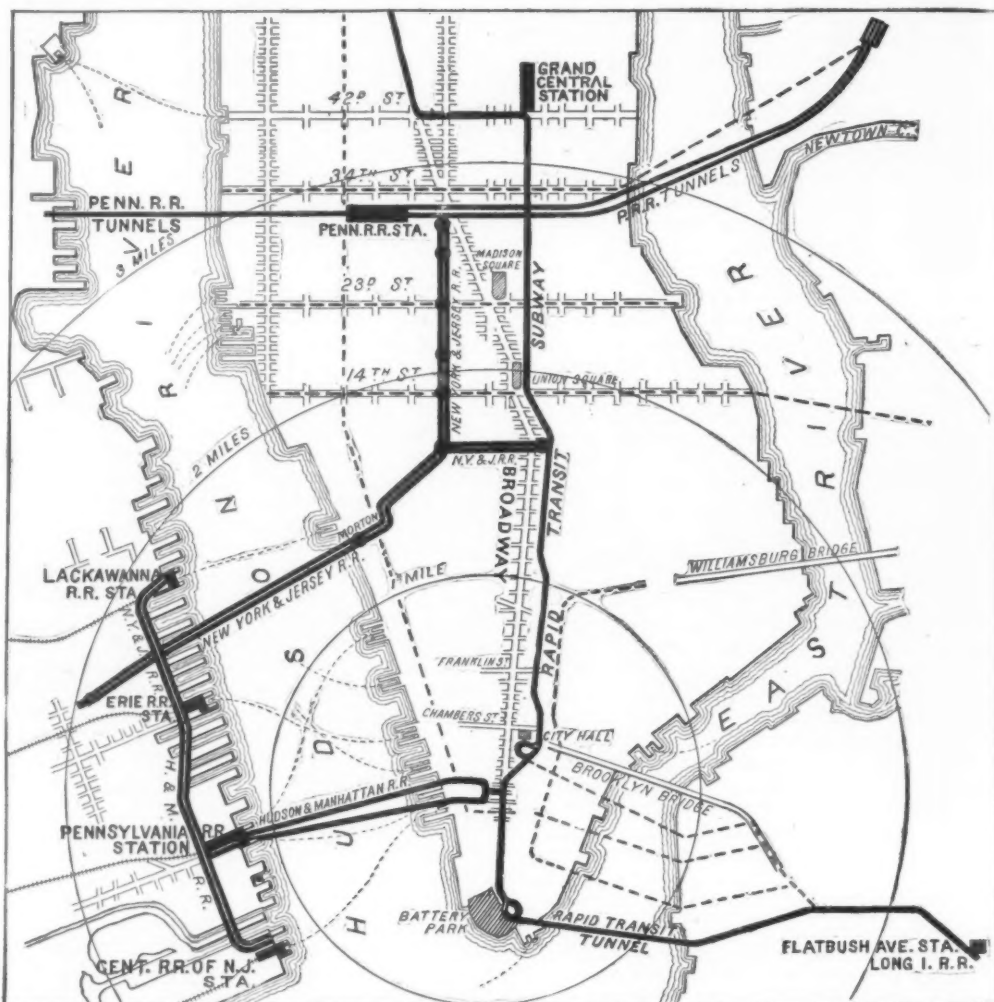 GRAND
CENTRAL
STATION
42D ST.
34TH ST.
NEWTOWN C.
P.R.R. TUNNELS
PENN. R.R.
TUNNELS
PENN.R.R.STA.
3 MILES
MADISON
SQUARE
23D ST.
NEW YORK & JERSEY R.R.
SUBWAY
14TH ST.
UNION SQUARE
2 MILES
N.Y. & J.R.R.
BROADWAY
TRANSIT
RAPID
MORTON
WILLIAMSBURG BRIDGE
LACKAWANNA
R.R. STA.
NEW YORK & JERSEY R.R.
1 MILE
N.Y. & J. R.R.
FRANKLIN ST.
ERIE R.R.
STA.
CHAMBERS ST.
CITY HALL
BROOKLYN BRIDGE
H. & M. R.R.
HUDSON & MANHATTAN R.R.
PENNSYLVANIA RR.
STATION
BATTERY
PARK
RAPID TRANSIT
TUNNEL
FLATBUSH AVE. STA.
LONG I. R.R.
CENT. RR. OF N.J.
STA.
HUDSON RIVER
EAST RIVER